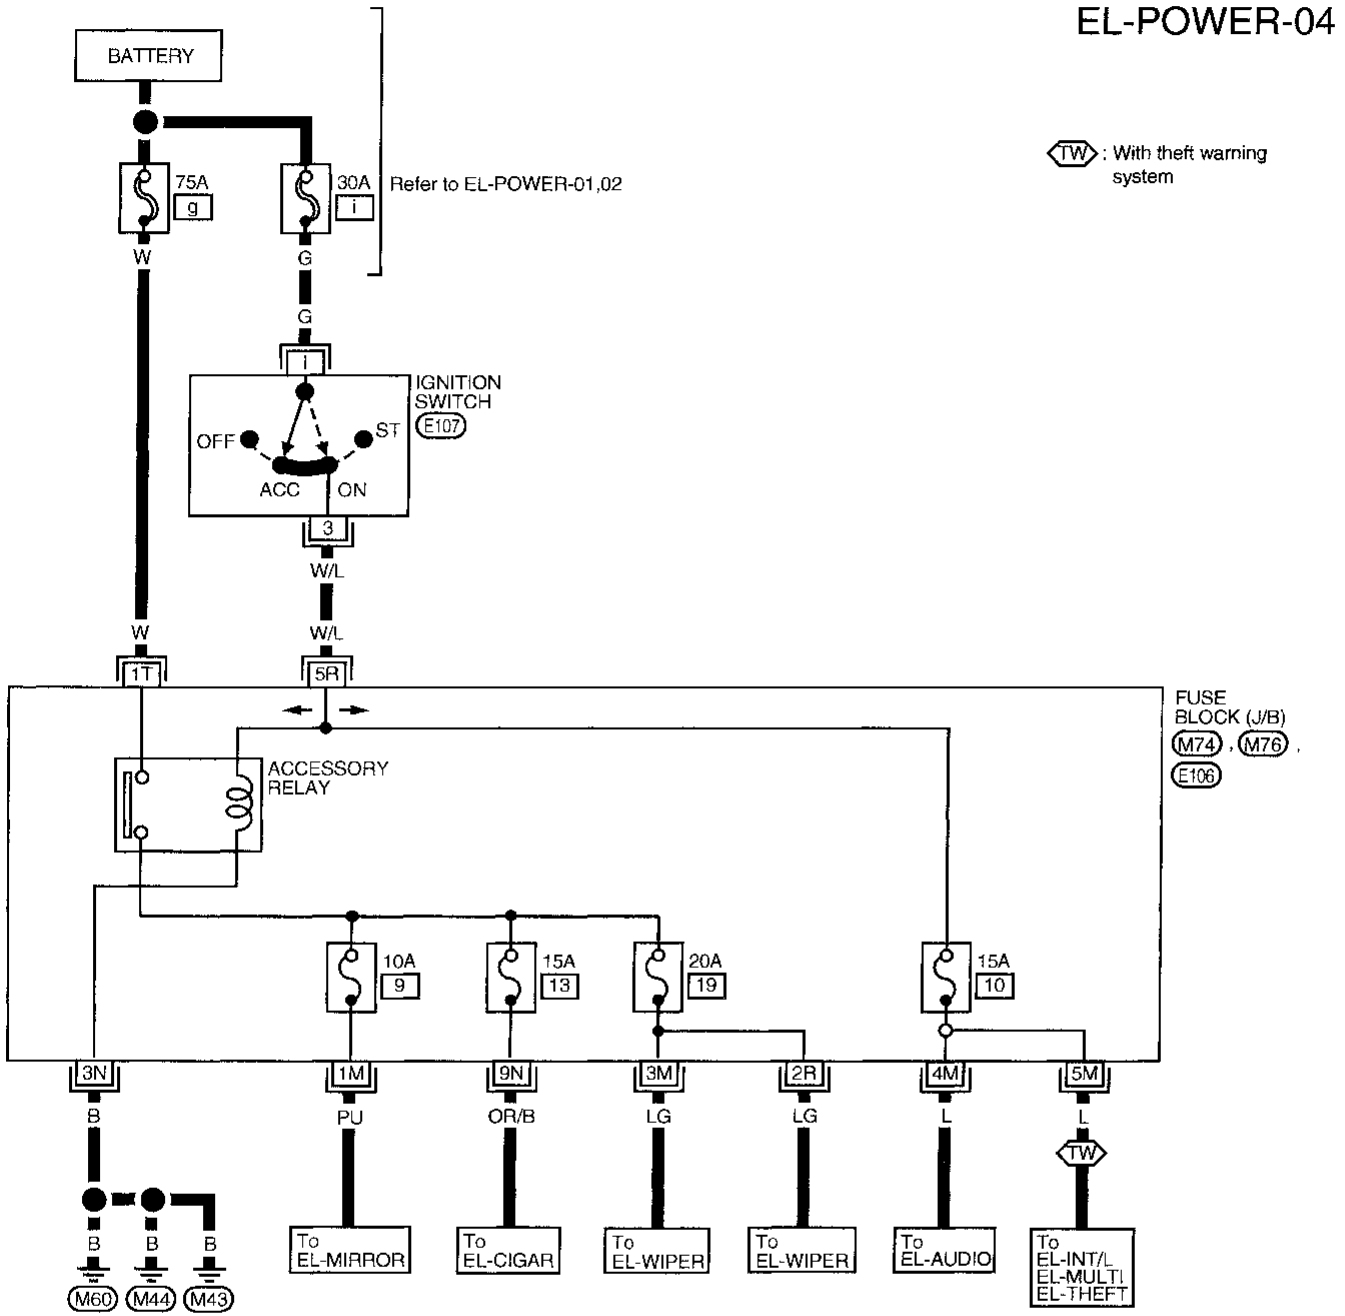 EL-POWER-04
BATTERY
TW : With theft warning
system
75A
g
30A
i
Refer to EL-POWER-01,02
W
G
G
i
IGNITION
SWITCH
E107
OFF
ST
ACC
ON
3
W/L
W
W/L
1T
5R
FUSE
BLOCK (J/B)
M74 , M76 ,
E106
ACCESSORY
RELAY
10A
9
15A
13
20A
19
15A
10
3N
1M
9N
3M
2R
4M
5M
B
PU
OR/B
LG
LG
L
L
TW
B
B
B
To
EL-MIRROR
To
EL-CIGAR
To
EL-WIPER
To
EL-WIPER
To
EL-AUDIO
To
EL-INT/L
EL-MULTI
EL-THEFT
M60
M44
M43